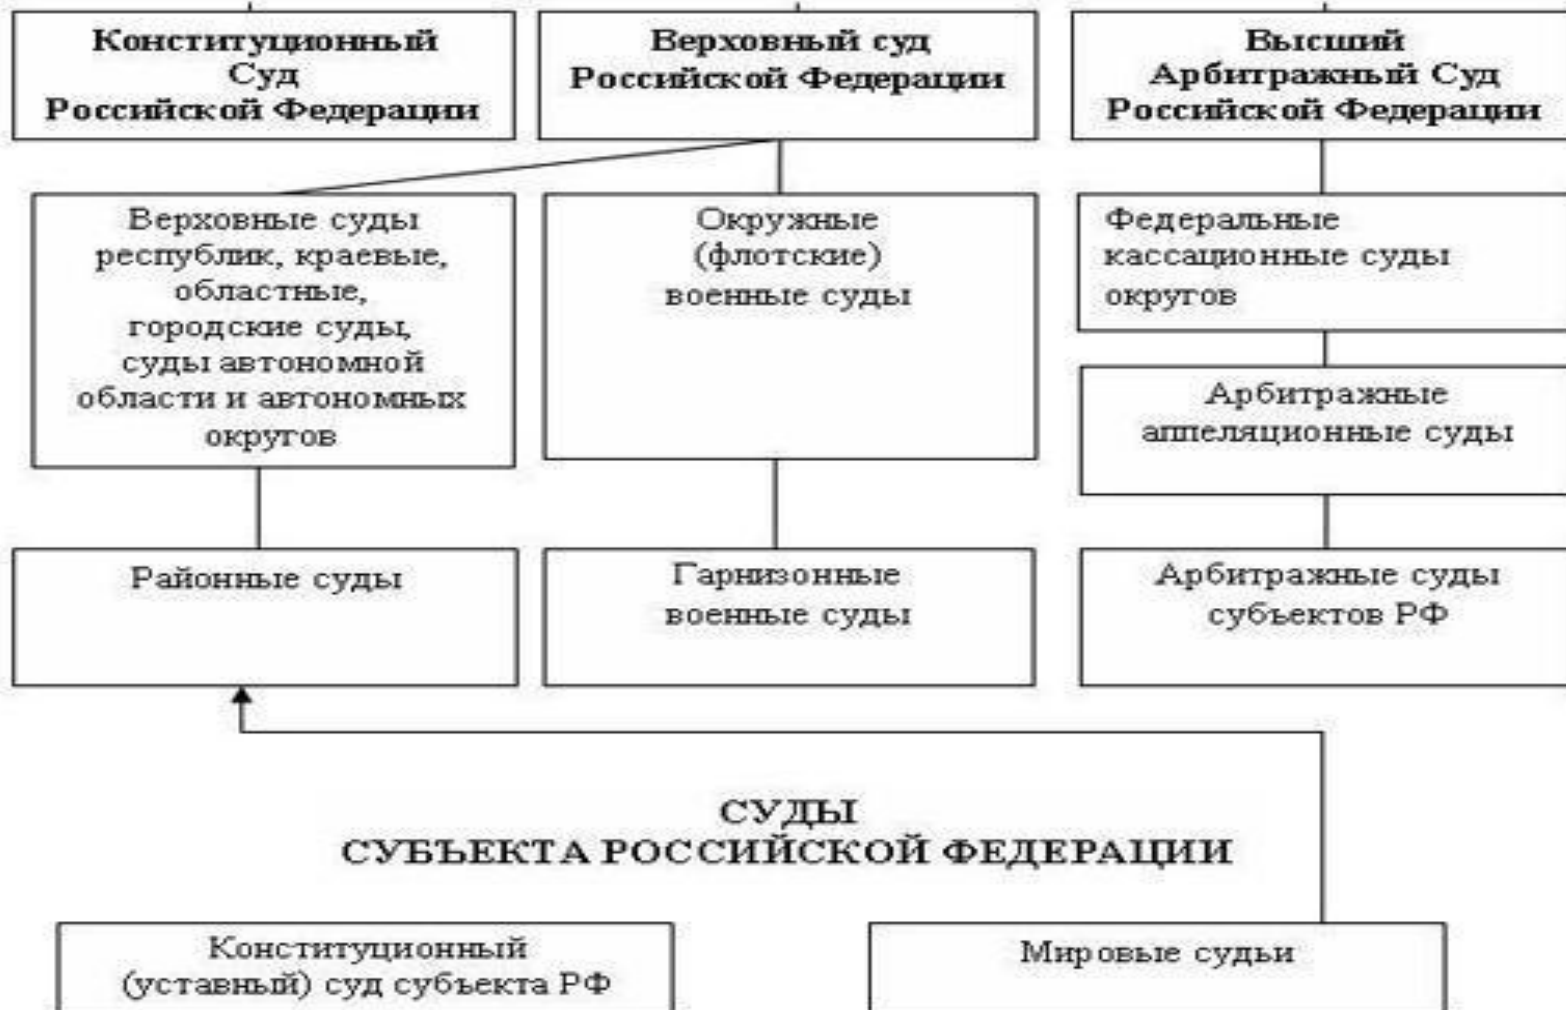 Конституционный
Суд
Российской Федерации
Верховный суд
Российской Федерации
Высший
Арбитражный Суд
Российской Федерации
Верховные суды
республик, краевые,
областные,
городские суды,
суды автономной
области и автономных
округов
Окружные
(флотские)
военные суды
Федеральные
кассационные суды
округов
Арбитражные
аппеляционные суды
Районные суды
Гарнизонные
военные суды
Арбитражные суды
субъектов РФ
СУДЫ
СУБЪЕКТА РОССИЙСКОЙ ФЕДЕРАЦИИ
Конституционный
(уставный) суд субъекта РФ
Мировые судьи